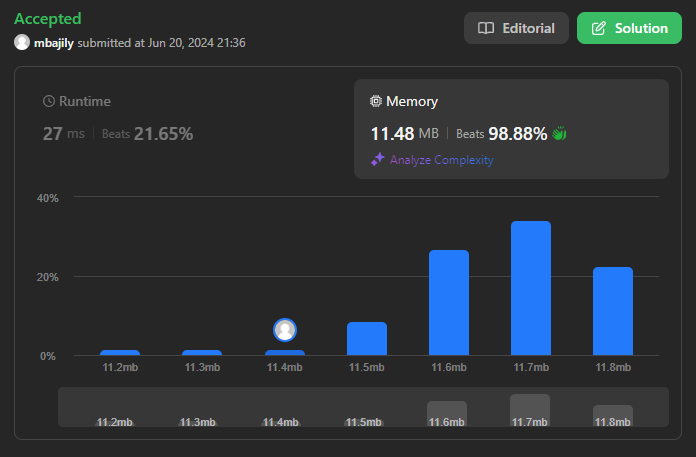 Accepted
mbajily submitted at Jun 20, 2024 21:36
Editorial
Solution
Runtime
27 ms | Beats 21.65%
Memory
11.48 MB | Beats 98.88%
Analyze Complexity
40%
20%
0%
11.2mb 11.3mb 11.4mb 11.5mb 11.6mb 11.7mb 11.8mb
11.2mb 11.3mb 11.4mb 11.5mb 11.6mb 11.7mb 11.8mb